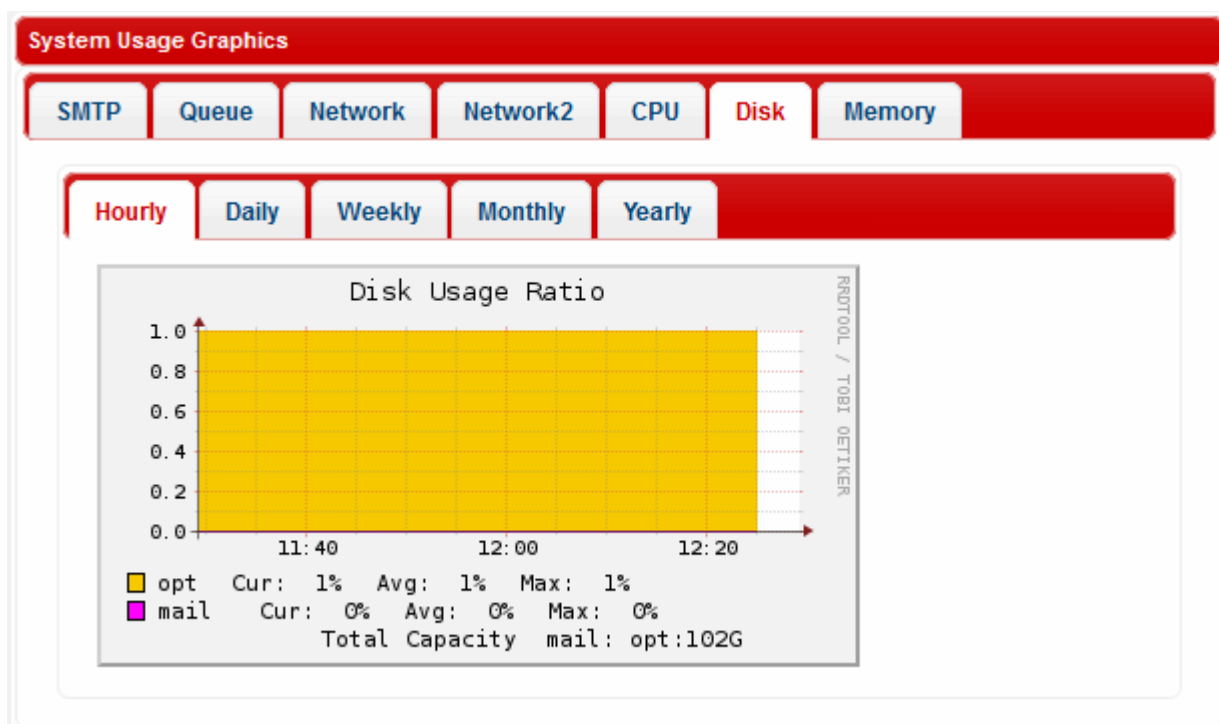 System Usage Graphics
SMTP Queue Network Network2 CPU Disk Memory
Hourly Daily Weekly Monthly Yearly
Disk Usage Ratio
RRDTOOL / TOBI OETIKER
1.0
0.8
0.6
0.4
0.2
0.0
11:40 12:00 12:20
opt Cur: 1% Avg: 1% Max: 1%
mail Cur: 0% Avg: 0% Max: 0%
Total Capacity mail: opt:102G